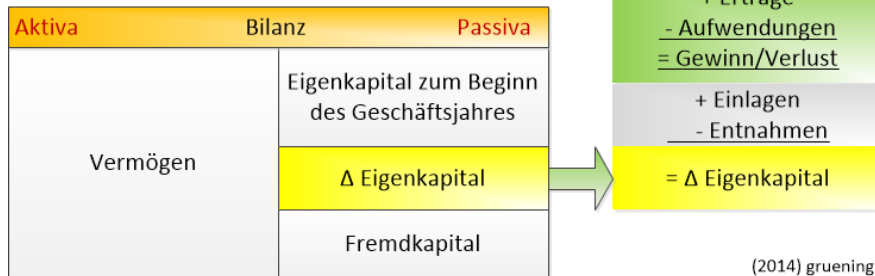 Aktiva Bilanz Passiva
Vermögen
Eigenkapital zum Beginn
des Geschäftsjahres
Δ Eigenkapital
Fremdkapital
+ Erträge
- Aufwendungen
= Gewinn/Verlust
+ Einlagen
- Entnahmen
= Δ Eigenkapital
(2014) gruening